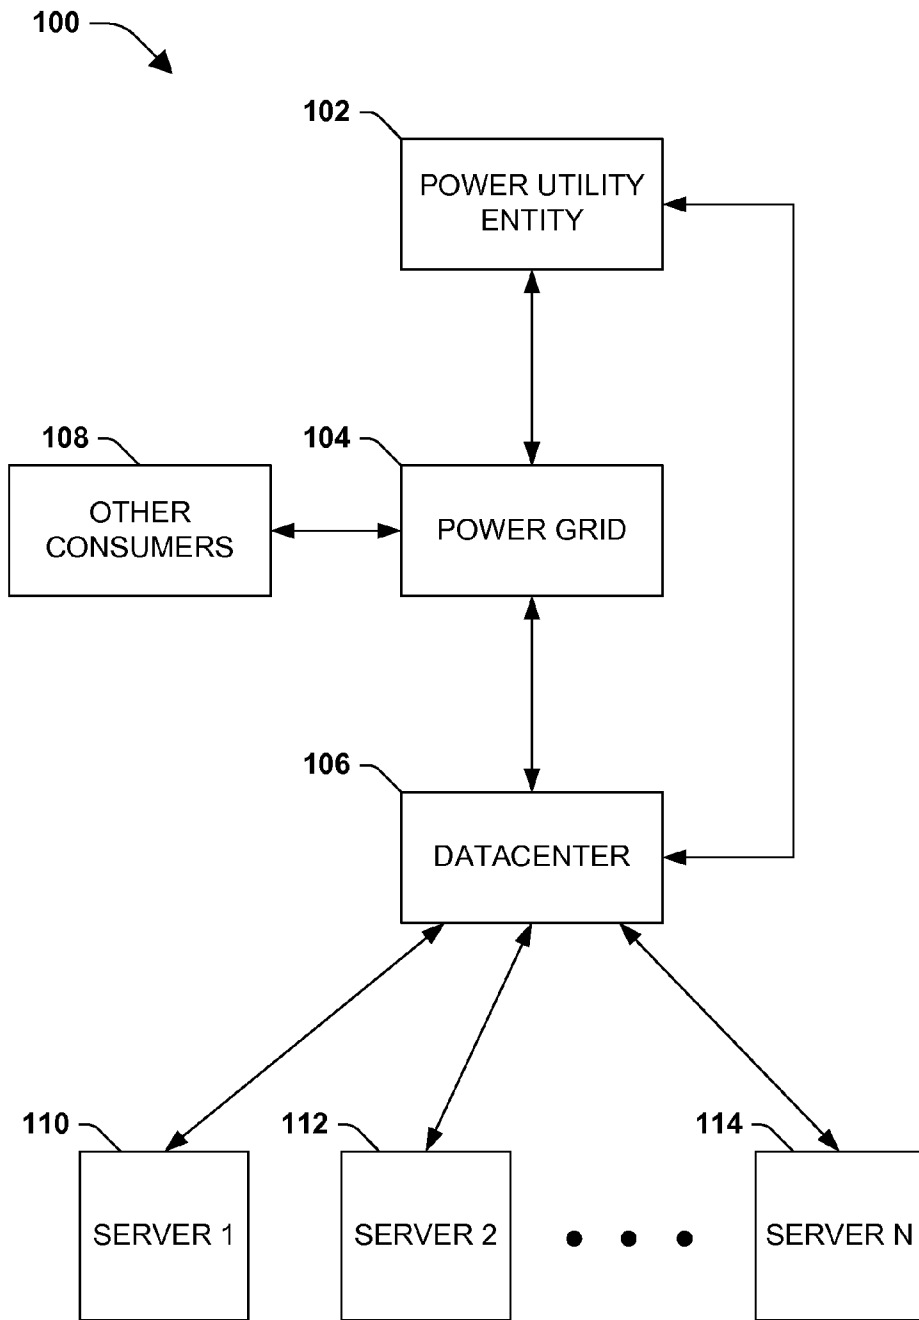 100
102
POWER UTILITY
ENTITY
108
104
OTHER
CONSUMERS
POWER GRID
106
DATACENTER
110
112
114
SERVER 1
SERVER 2
SERVER N